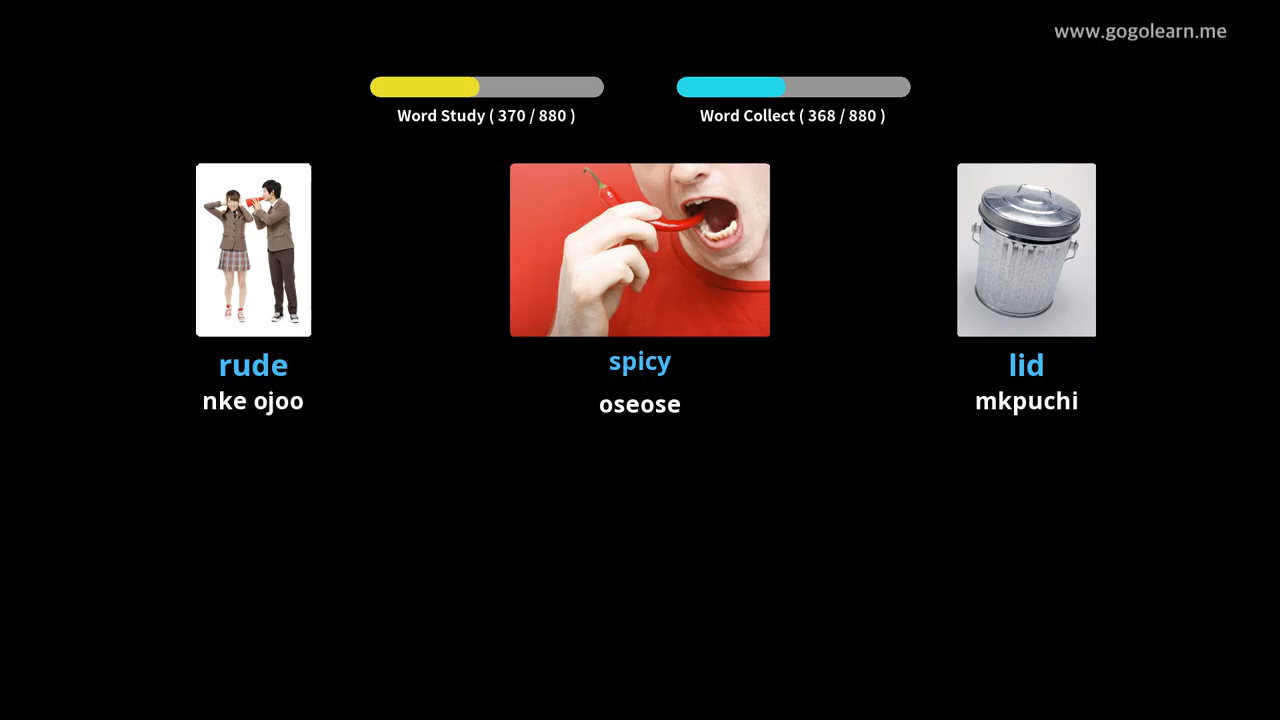 www.gogolearn.me
Word Study ( 370 / 880 )
Word Collect ( 368 / 880 )
rude
nke ojoo
spicy
oseose
lid
mkpuchi